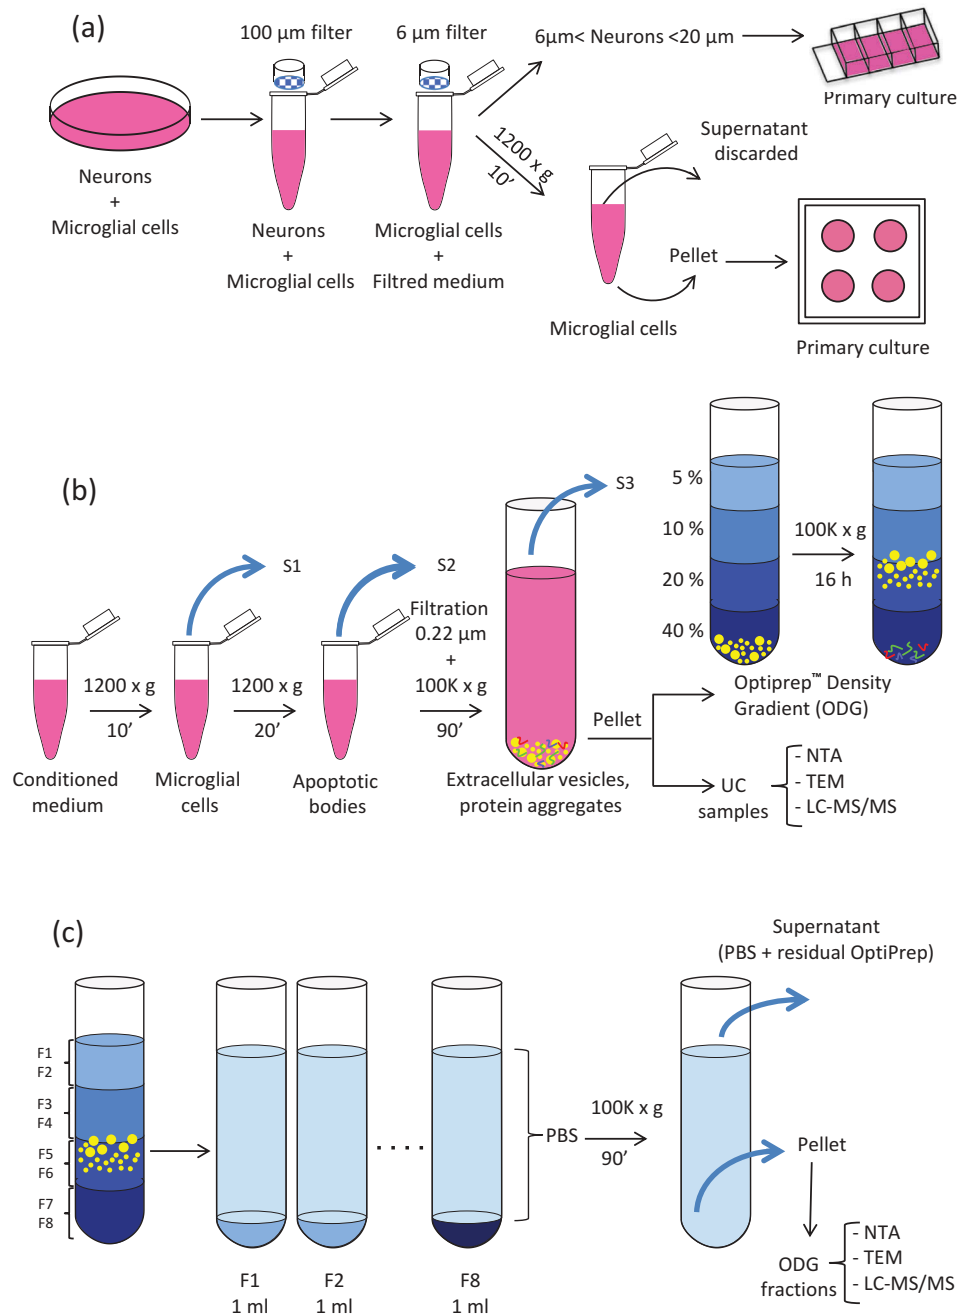 (a)
100 µm filter
6 µm filter
6µm< Neurons <20 µm
Primary culture
1200 x g
10’
Supernatant
discarded
Neurons
+
Microglial cells
Neurons
+
Microglial cells
Microglial cells
+
Filtred medium
Pellet
Microglial cells
Primary culture
(b)
S1
S2
S3
Filtration
0.22 µm
+
100K x g
90’
1200 x g
10’
1200 x g
20’
5 %
10 %
20 %
40 %
100K x g
16 h
Conditioned
medium
Microglial
cells
Apoptotic
bodies
Extracellular vesicles,
protein aggregates
Pellet
Optiprep™ Density
Gradient (ODG)
UC
samples
- NTA
- TEM
- LC-MS/MS
(c)
Supernatant
(PBS + residual OptiPrep)
F1
F2
F3
F4
F5
F6
F7
F8
. . . . .
PBS
100K x g
90’
Pellet
F1
1 ml
F2
1 ml
F8
1 ml
ODG
fractions
- NTA
- TEM
- LC-MS/MS